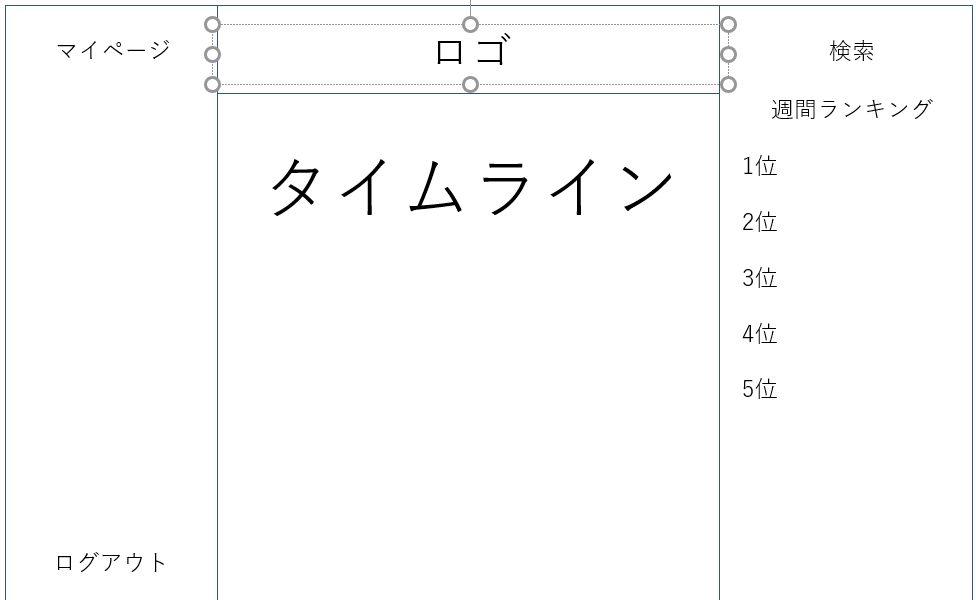 マイページ
ログアウト
ロゴ
タイムライン
検索
週間ランキング
1位
2位
3位
4位
5位